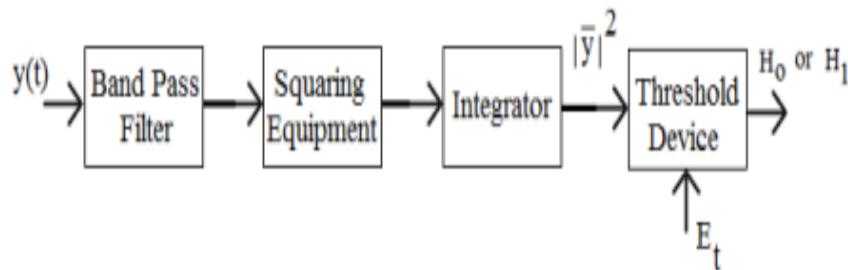 y(t)
Band Pass
Filter
Squaring
Equipment
Integrator
|ȳ|²
Threshold
Device
H₀ or H₁
Eₜ